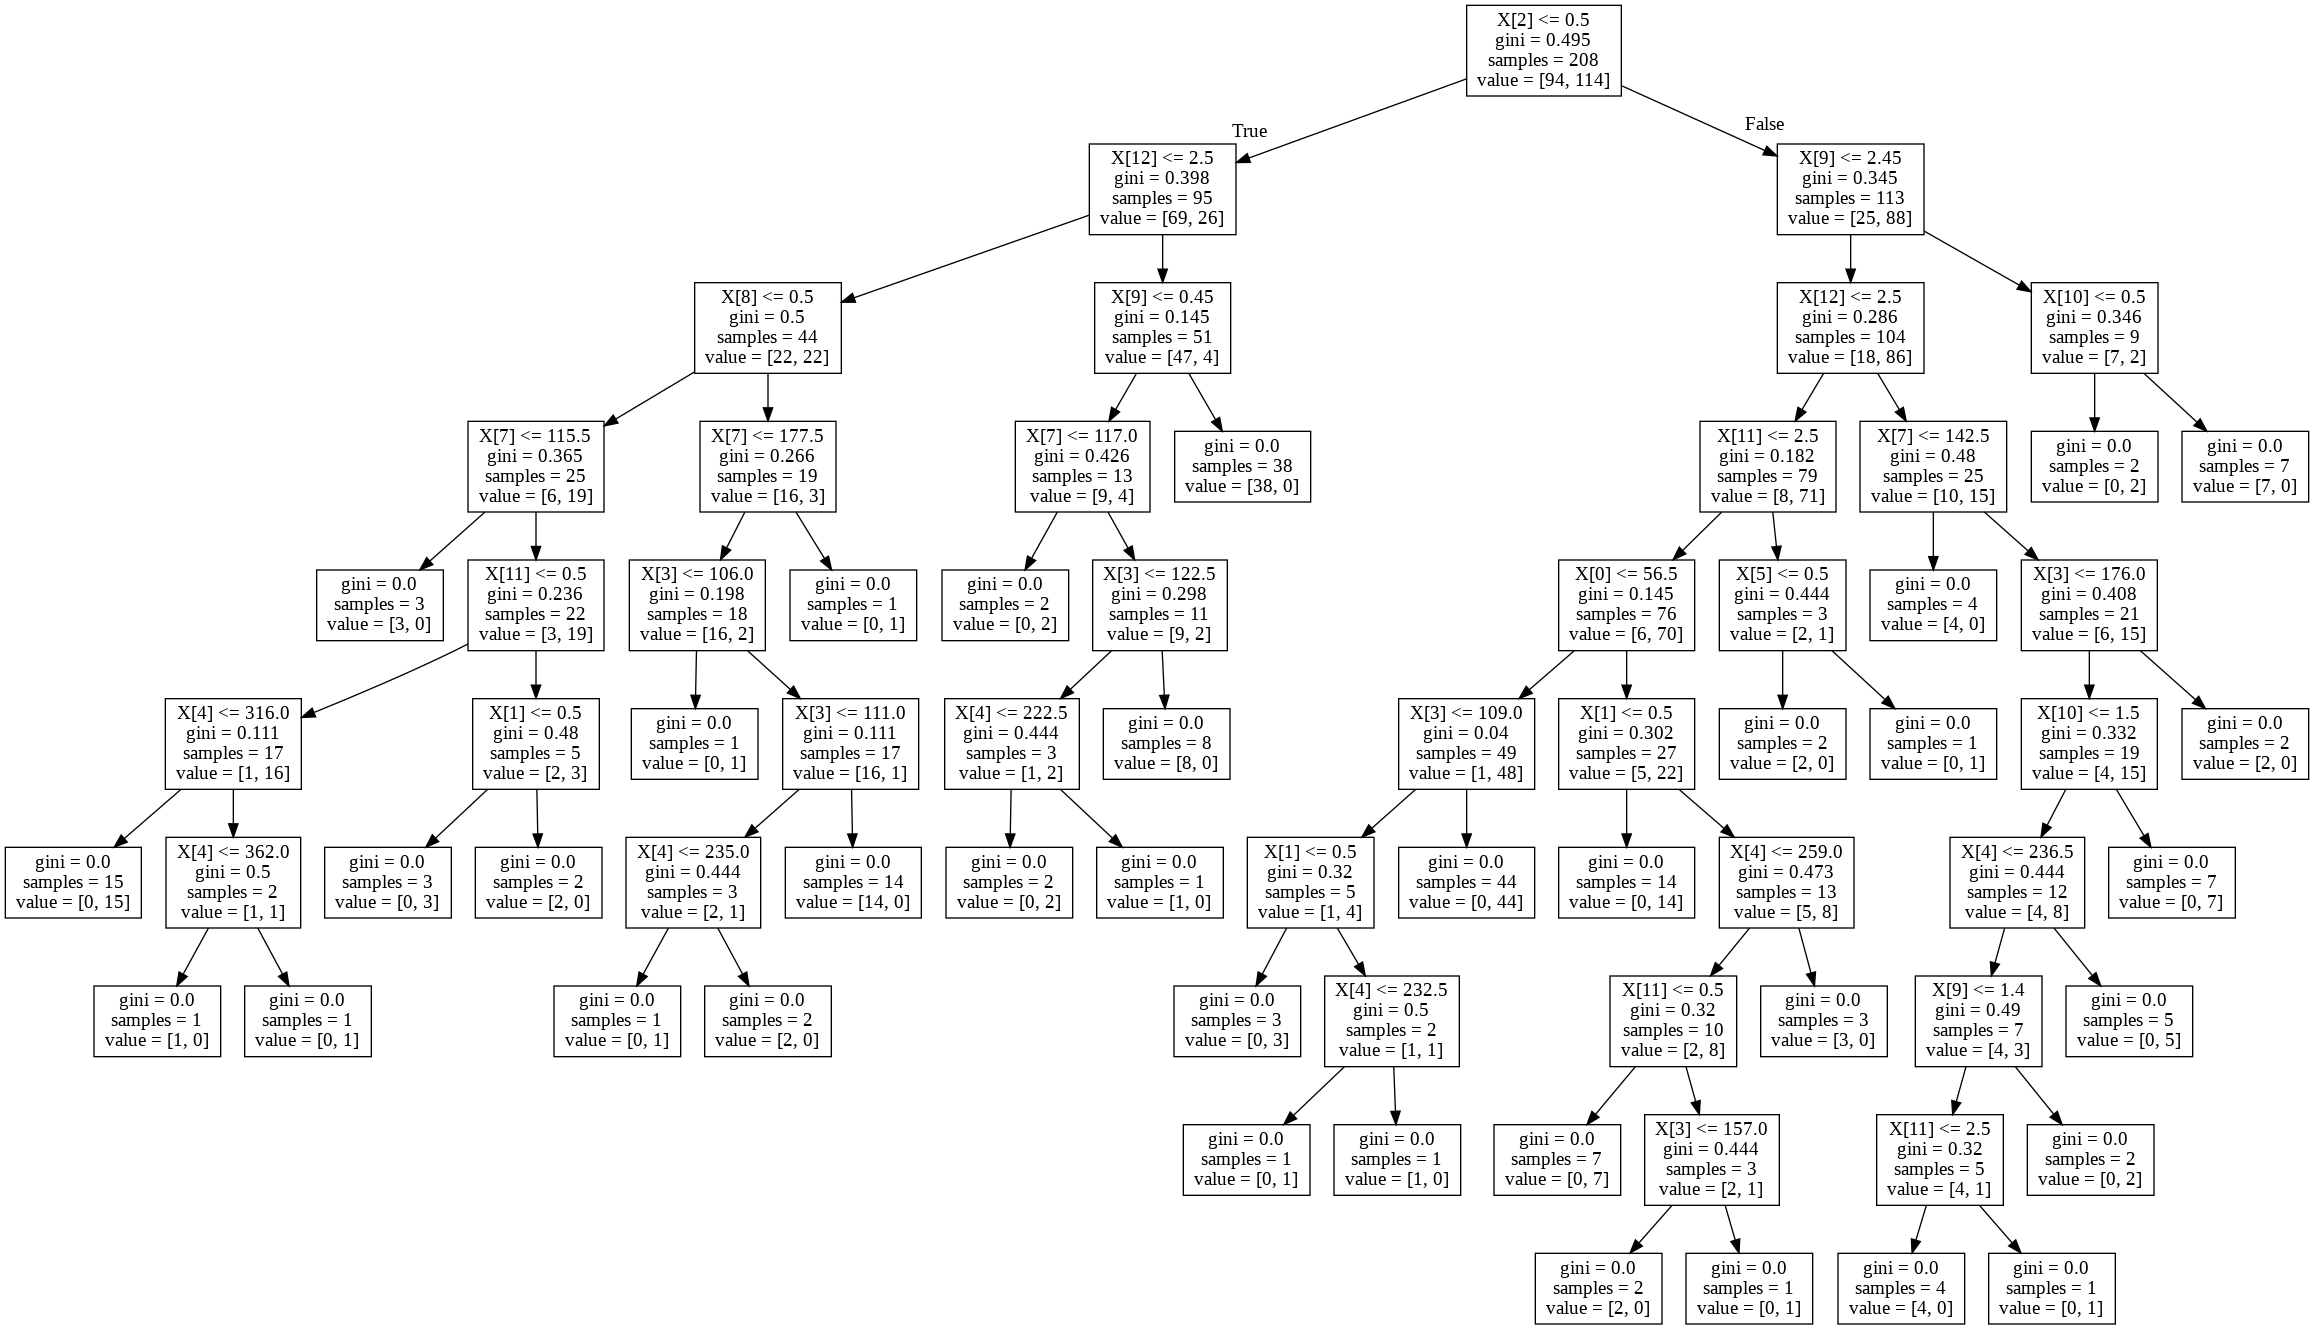 X[2] <= 0.5
gini = 0.495
samples = 208
value = [94, 114]
True
False
X[12] <= 2.5
gini = 0.398
samples = 95
value = [69, 26]
X[9] <= 2.45
gini = 0.345
samples = 113
value = [25, 88]
X[8] <= 0.5
gini = 0.5
samples = 44
value = [22, 22]
X[9] <= 0.45
gini = 0.145
samples = 51
value = [47, 4]
X[12] <= 2.5
gini = 0.286
samples = 104
value = [18, 86]
X[10] <= 0.5
gini = 0.346
samples = 9
value = [7, 2]
X[7] <= 115.5
gini = 0.365
samples = 25
value = [6, 19]
X[7] <= 177.5
gini = 0.266
samples = 19
value = [16, 3]
X[7] <= 117.0
gini = 0.426
samples = 13
value = [9, 4]
gini = 0.0
samples = 38
value = [38, 0]
X[11] <= 2.5
gini = 0.182
samples = 79
value = [8, 71]
X[7] <= 142.5
gini = 0.48
samples = 25
value = [10, 15]
gini = 0.0
samples = 2
value = [0, 2]
gini = 0.0
samples = 7
value = [7, 0]
gini = 0.0
samples = 3
value = [3, 0]
X[11] <= 0.5
gini = 0.236
samples = 22
value = [3, 19]
X[3] <= 106.0
gini = 0.198
samples = 18
value = [16, 2]
gini = 0.0
samples = 1
value = [0, 1]
gini = 0.0
samples = 2
value = [0, 2]
X[3] <= 122.5
gini = 0.298
samples = 11
value = [9, 2]
X[0] <= 56.5
gini = 0.145
samples = 76
value = [6, 70]
X[5] <= 0.5
gini = 0.444
samples = 3
value = [2, 1]
gini = 0.0
samples = 4
value = [4, 0]
X[3] <= 176.0
gini = 0.408
samples = 21
value = [6, 15]
X[4] <= 316.0
gini = 0.111
samples = 17
value = [1, 16]
X[1] <= 0.5
gini = 0.48
samples = 5
value = [2, 3]
gini = 0.0
samples = 1
value = [0, 1]
X[3] <= 111.0
gini = 0.111
samples = 17
value = [16, 1]
X[4] <= 222.5
gini = 0.444
samples = 3
value = [1, 2]
gini = 0.0
samples = 8
value = [8, 0]
X[3] <= 109.0
gini = 0.04
samples = 49
value = [1, 48]
X[1] <= 0.5
gini = 0.302
samples = 27
value = [5, 22]
gini = 0.0
samples = 2
value = [2, 0]
gini = 0.0
samples = 1
value = [0, 1]
X[10] <= 1.5
gini = 0.332
samples = 19
value = [4, 15]
gini = 0.0
samples = 2
value = [2, 0]
gini = 0.0
samples = 15
value = [0, 15]
X[4] <= 362.0
gini = 0.5
samples = 2
value = [1, 1]
gini = 0.0
samples = 3
value = [0, 3]
gini = 0.0
samples = 2
value = [2, 0]
X[4] <= 235.0
gini = 0.444
samples = 3
value = [2, 1]
gini = 0.0
samples = 14
value = [14, 0]
gini = 0.0
samples = 2
value = [0, 2]
gini = 0.0
samples = 1
value = [1, 0]
X[1] <= 0.5
gini = 0.32
samples = 5
value = [1, 4]
gini = 0.0
samples = 44
value = [0, 44]
gini = 0.0
samples = 14
value = [0, 14]
X[4] <= 259.0
gini = 0.473
samples = 13
value = [5, 8]
X[4] <= 236.5
gini = 0.444
samples = 12
value = [4, 8]
gini = 0.0
samples = 7
value = [0, 7]
gini = 0.0
samples = 1
value = [1, 0]
gini = 0.0
samples = 1
value = [0, 1]
gini = 0.0
samples = 1
value = [0, 1]
gini = 0.0
samples = 2
value = [2, 0]
gini = 0.0
samples = 3
value = [0, 3]
X[4] <= 232.5
gini = 0.5
samples = 2
value = [1, 1]
X[11] <= 0.5
gini = 0.32
samples = 10
value = [2, 8]
gini = 0.0
samples = 3
value = [3, 0]
X[9] <= 1.4
gini = 0.49
samples = 7
value = [4, 3]
gini = 0.0
samples = 5
value = [0, 5]
gini = 0.0
samples = 1
value = [0, 1]
gini = 0.0
samples = 1
value = [1, 0]
gini = 0.0
samples = 7
value = [0, 7]
X[3] <= 157.0
gini = 0.444
samples = 3
value = [2, 1]
X[11] <= 2.5
gini = 0.32
samples = 5
value = [4, 1]
gini = 0.0
samples = 2
value = [0, 2]
gini = 0.0
samples = 2
value = [2, 0]
gini = 0.0
samples = 1
value = [0, 1]
gini = 0.0
samples = 4
value = [4, 0]
gini = 0.0
samples = 1
value = [0, 1]